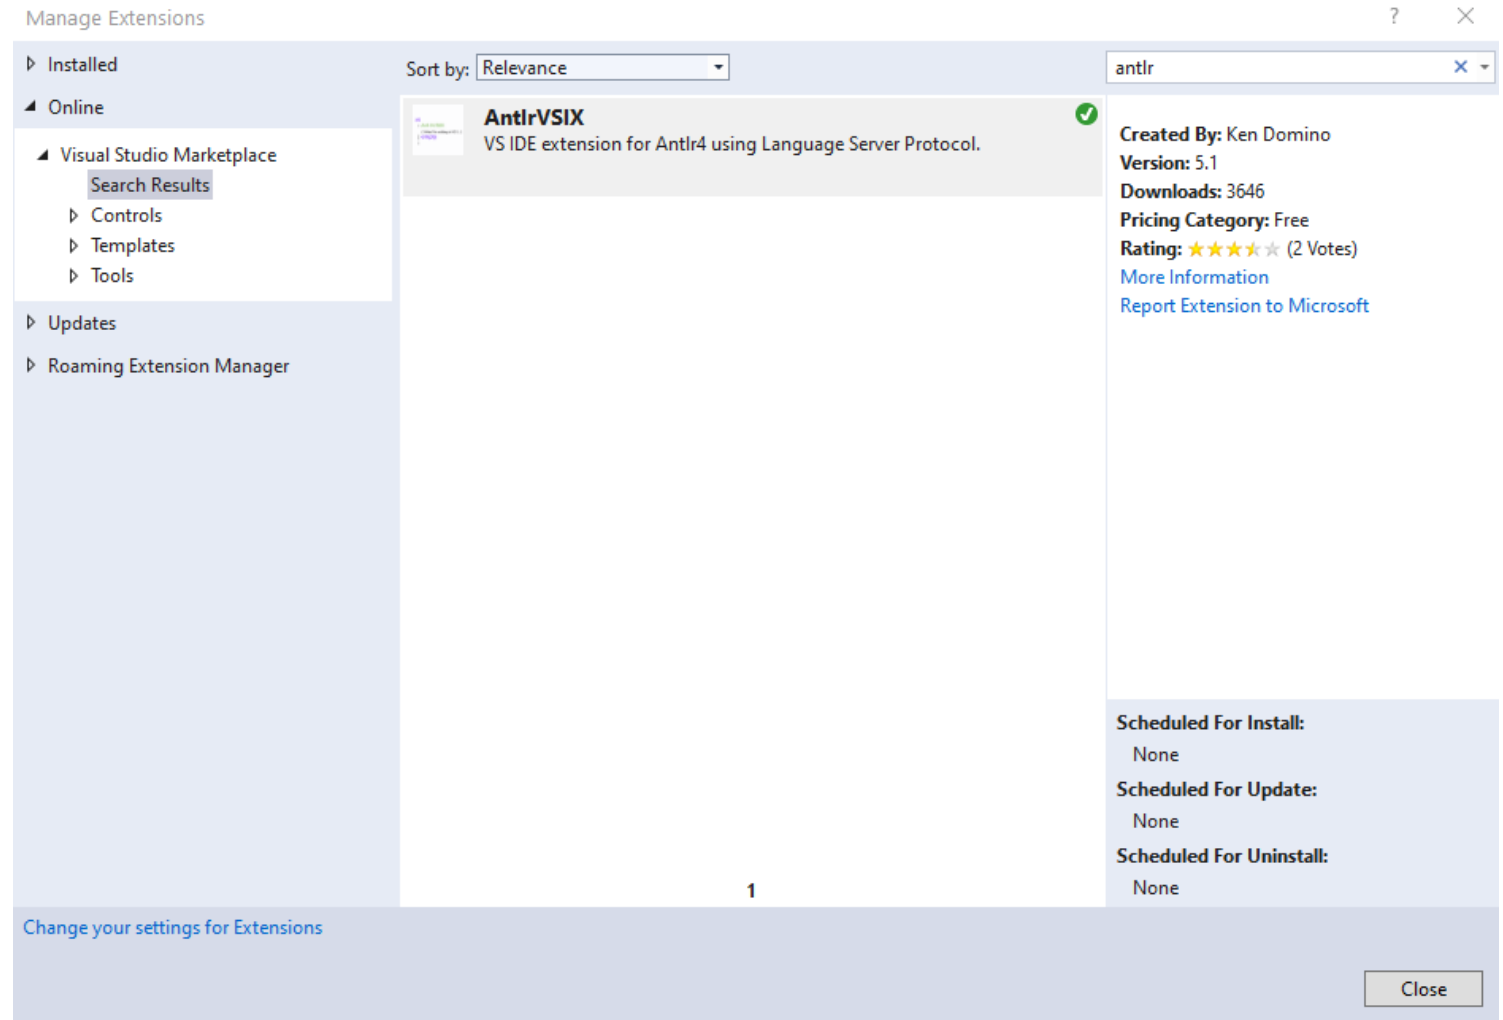 Manage Extensions
?
Installed
Online
Visual Studio Marketplace
Search Results
Controls
Templates
Tools
Updates
Roaming Extension Manager
Sort by: Relevance
AntlrVSIX
VS IDE extension for Antlr4 using Language Server Protocol.
1
antlr
Created By: Ken Domino
Version: 5.1
Downloads: 3646
Pricing Category: Free
Rating: (2 Votes)
More Information
Report Extension to Microsoft
Scheduled For Install:
None
Scheduled For Update:
None
Scheduled For Uninstall:
None
Change your settings for Extensions
Close